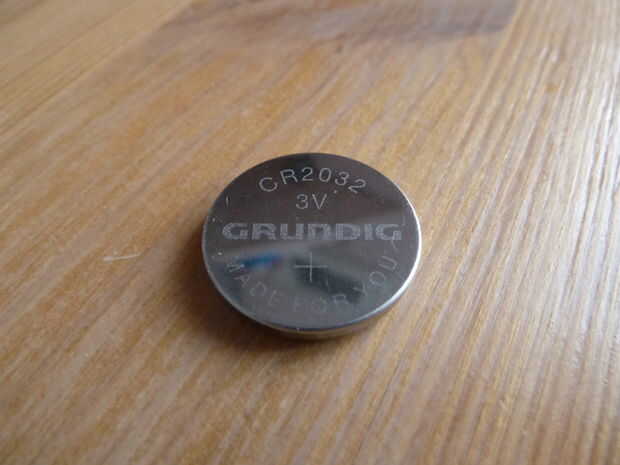 CR2032
3V
GRUNDIG
+
MADE FOR YOU